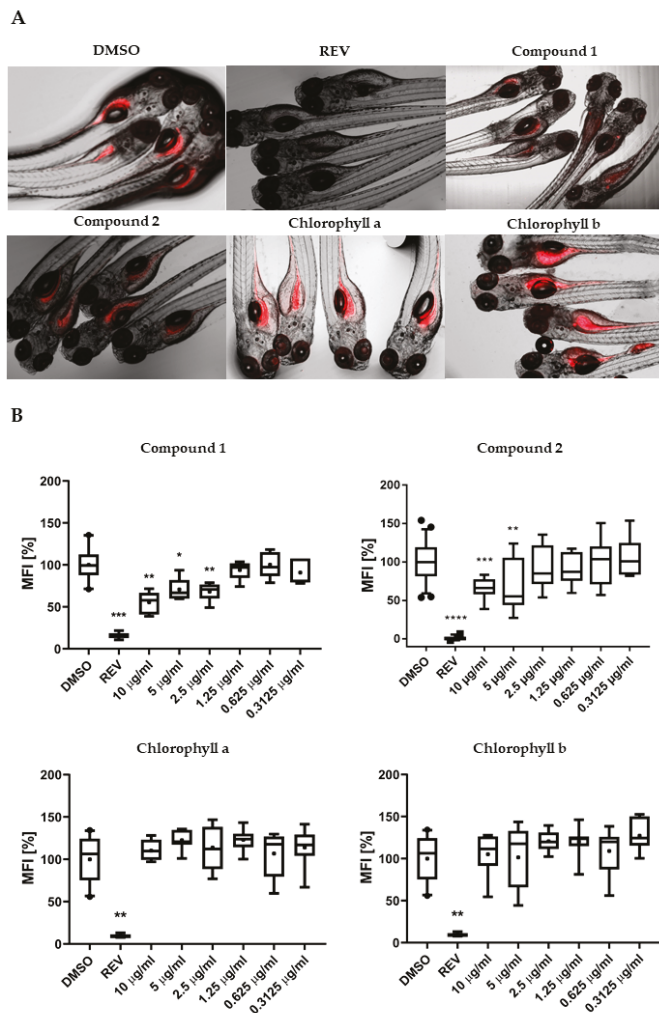 A
DMSO REV Compound 1
Compound 2 Chlorophyll a Chlorophyll b
B
Compound 1
MFI [%]
200
150
100
50
0
***
**
*
**
DMSO
REV
10 µg/ml
5 µg/ml
2.5 µg/ml
1.25 µg/ml
0.625 µg/ml
0.3125 µg/ml
Compound 2
MFI [%]
200
150
100
50
0
****
***
**
DMSO
REV
10 µg/ml
5 µg/ml
2.5 µg/ml
1.25 µg/ml
0.625 µg/ml
0.3125 µg/ml
Chlorophyll a
MFI [%]
200
150
100
50
0
**
DMSO
REV
10 µg/ml
5 µg/ml
2.5 µg/ml
1.25 µg/ml
0.625 µg/ml
0.3125 µg/ml
Chlorophyll b
MFI [%]
200
150
100
50
0
**
DMSO
REV
10 µg/ml
5 µg/ml
2.5 µg/ml
1.25 µg/ml
0.625 µg/ml
0.3125 µg/ml